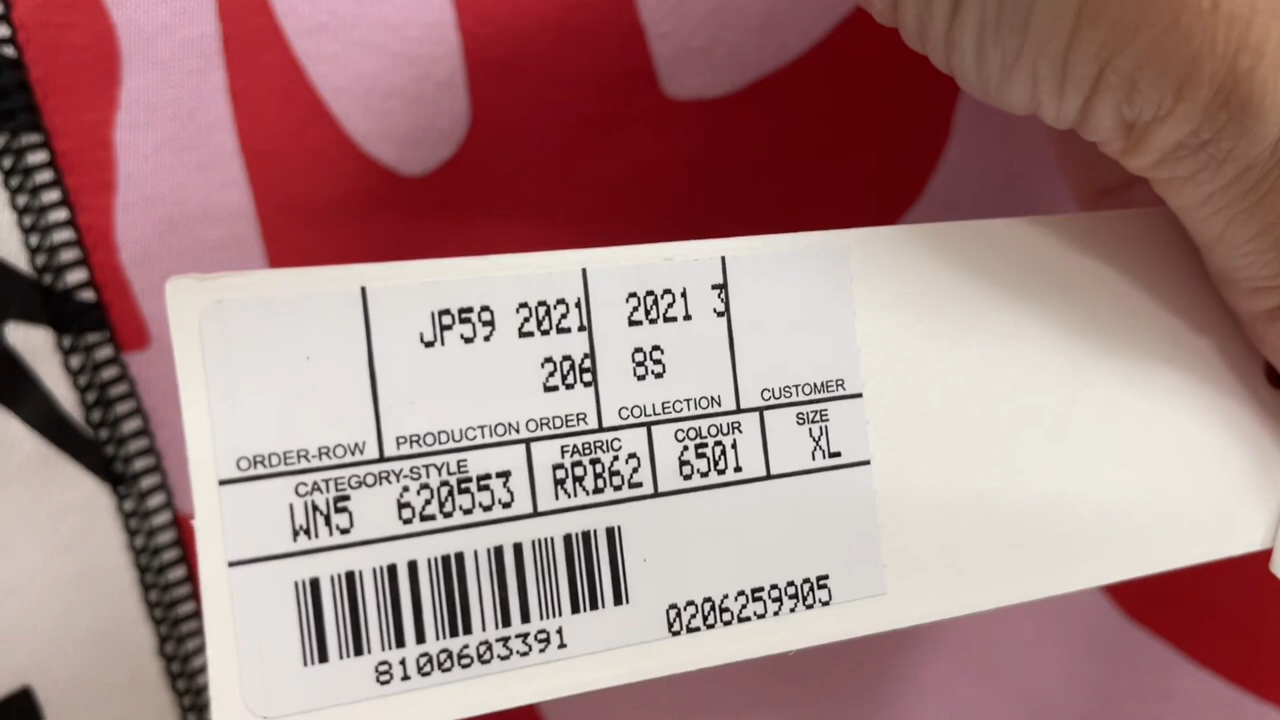 JP59 2021
206
PRODUCTION ORDER
2021 3
8S
COLLECTION
CUSTOMER
ORDER-ROW
CATEGORY-STYLE
WN5 620553
FABRIC
RRB62
COLOUR
6501
SIZE
XL
8100603391
0206259905